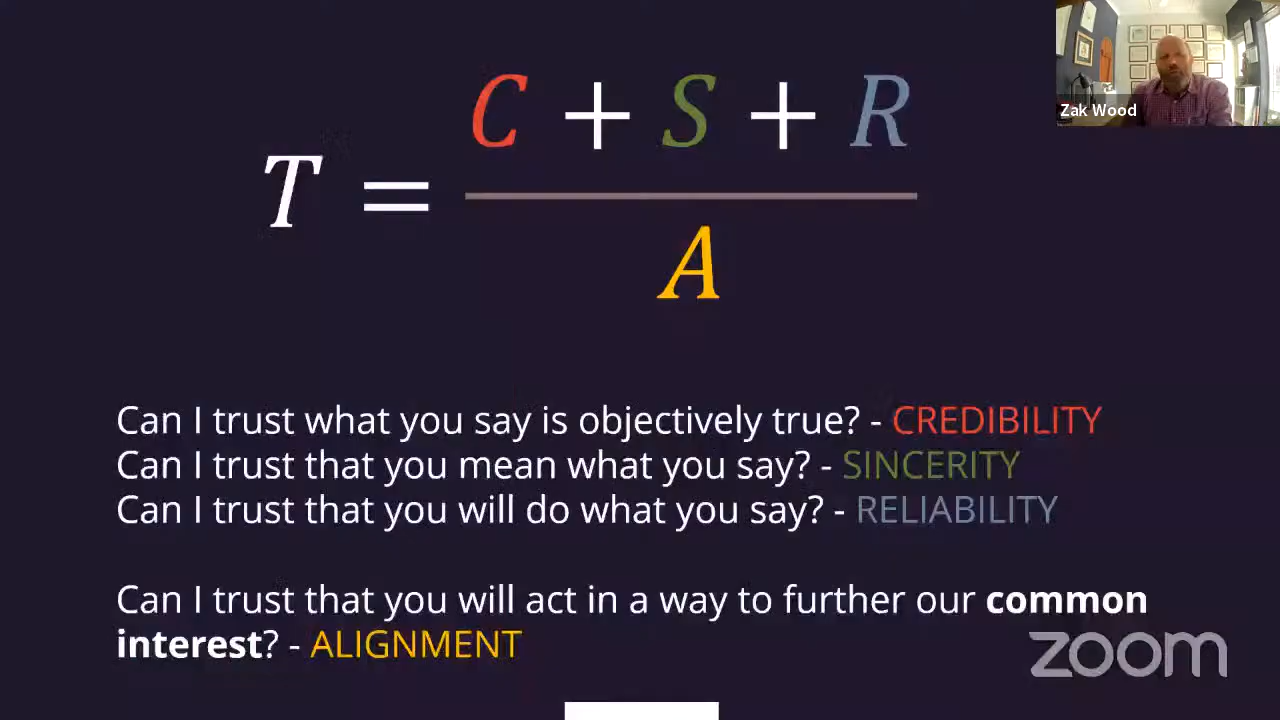 Zak Wood
C + S + R
T =
A
Can I trust what you say is objectively true? - CREDIBILITY
Can I trust that you mean what you say? - SINCERITY
Can I trust that you will do what you say? - RELIABILITY
Can I trust that you will act in a way to further our common
interest? - ALIGNMENT
zoom